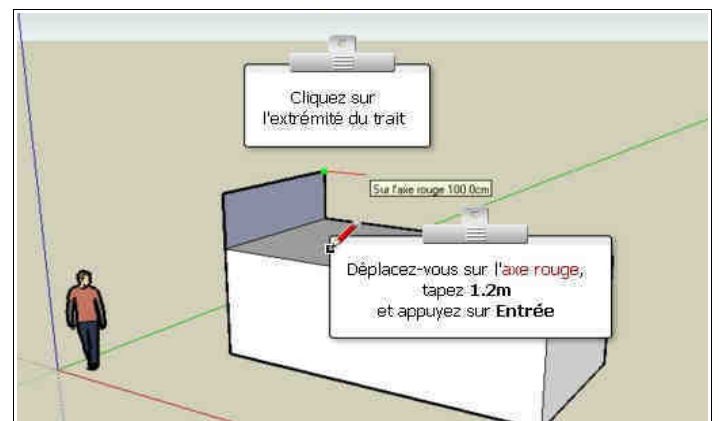 Cliquez sur
l'extrémité du trait
Sur l'axe rouge 100.0cm
Déplacez-vous sur l'axe rouge,
tapez 1.2m
et appuyez sur Entrée